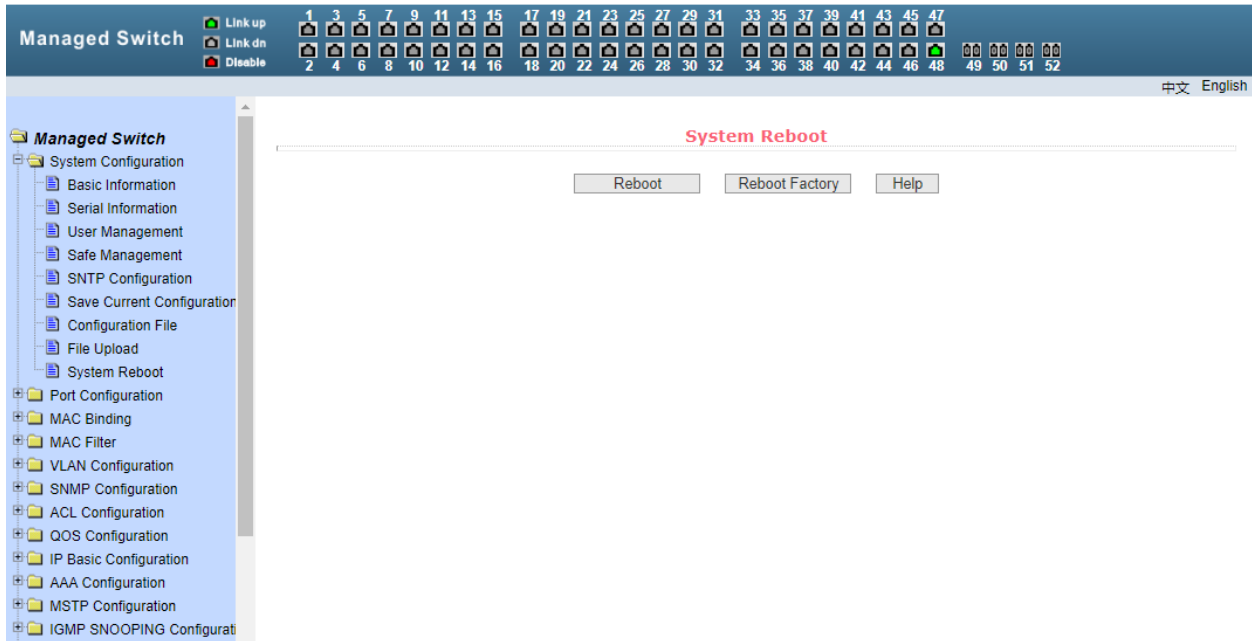 Managed Switch
Link up
Link dn
Disable
1 3 5 7 9 11 13 15 17 19 21 23 25 27 29 31 33 35 37 39 41 43 45 47
2 4 6 8 10 12 14 16 18 20 22 24 26 28 30 32 34 36 38 40 42 44 46 48 49 50 51 52
中文 English
Managed Switch
System Configuration
Basic Information
Serial Information
User Management
Safe Management
SNTP Configuration
Save Current Configuration
Configuration File
File Upload
System Reboot
Port Configuration
MAC Binding
MAC Filter
VLAN Configuration
SNMP Configuration
ACL Configuration
QOS Configuration
IP Basic Configuration
AAA Configuration
MSTP Configuration
IGMP SNOOPING Configurati
System Reboot
Reboot Reboot Factory Help